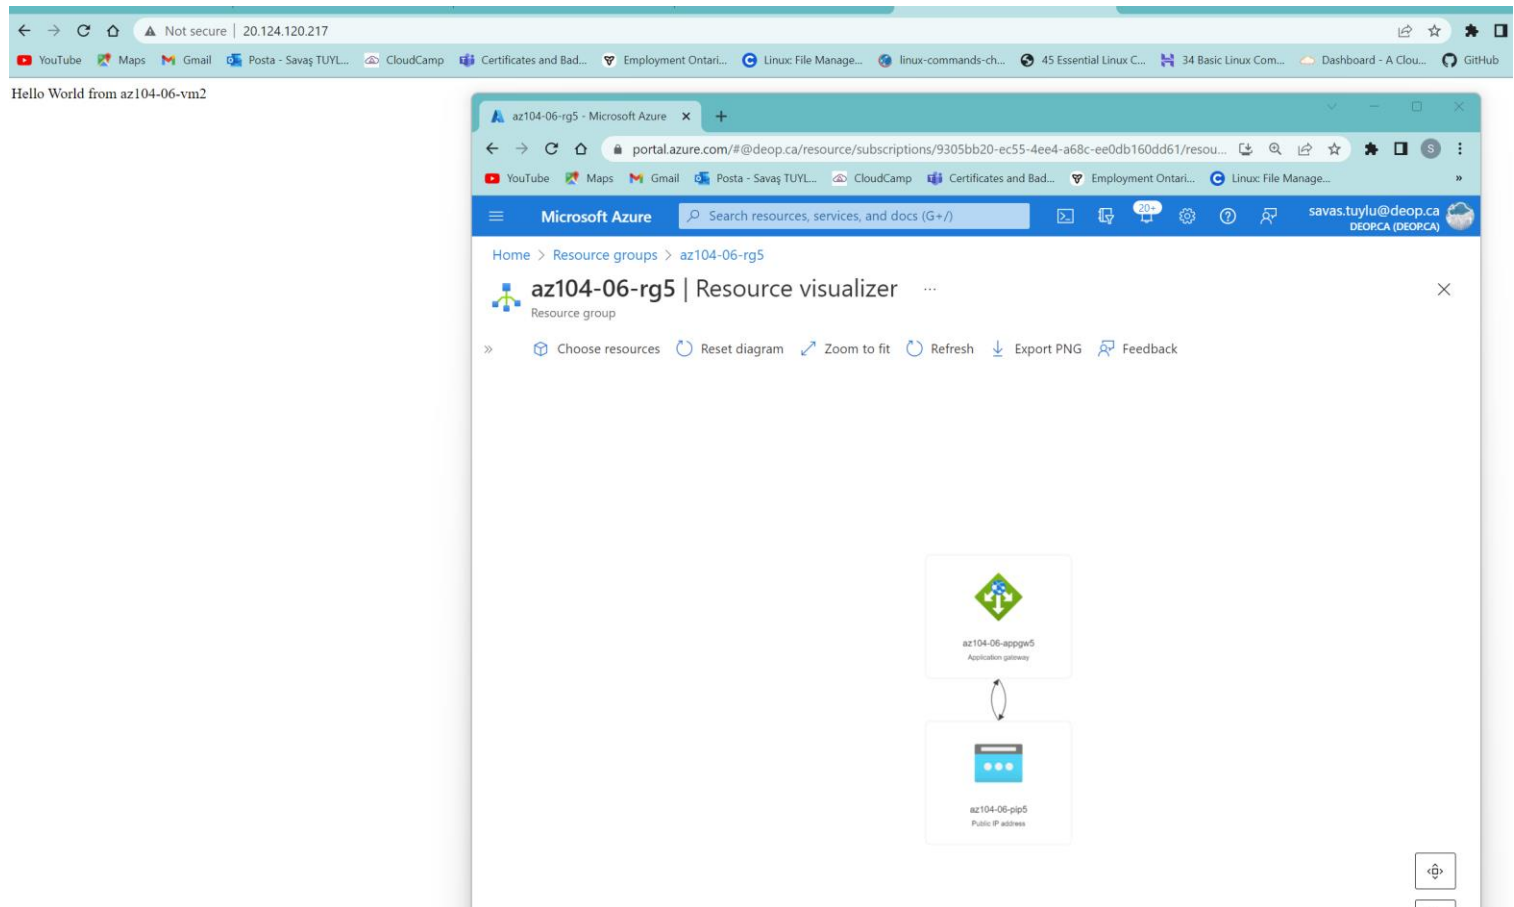 Not secure | 20.124.120.217
YouTube Maps Gmail Posta - Savaş TUYL... CloudCamp Certificates and Bad... Employment Ontari... Linux: File Manage... linux-commands-ch... 45 Essential Linux C... 34 Basic Linux Com... Dashboard - A Clou... GitHub
Hello World from az104-06-vm2
az104-06-rg5 - Microsoft Azure
portal.azure.com/#@deop.ca/resource/subscriptions/9305bb20-ec55-4ee4-a68c-ee0db160dd61/resou... S
YouTube Maps Gmail Posta - Savaş TUYL... CloudCamp Certificates and Bad... Employment Ontari... Linux: File Manage... »
Microsoft Azure Search resources, services, and docs (G+/) 20+ savas.tuylu@deop.ca
DEOP.CA (DEOP.CA)
Home > Resource groups > az104-06-rg5
az104-06-rg5 | Resource visualizer ...
Resource group
» Choose resources Reset diagram Zoom to fit Refresh Export PNG Feedback
az104-06-appgw5
Application gateway
az104-06-pip5
Public IP address